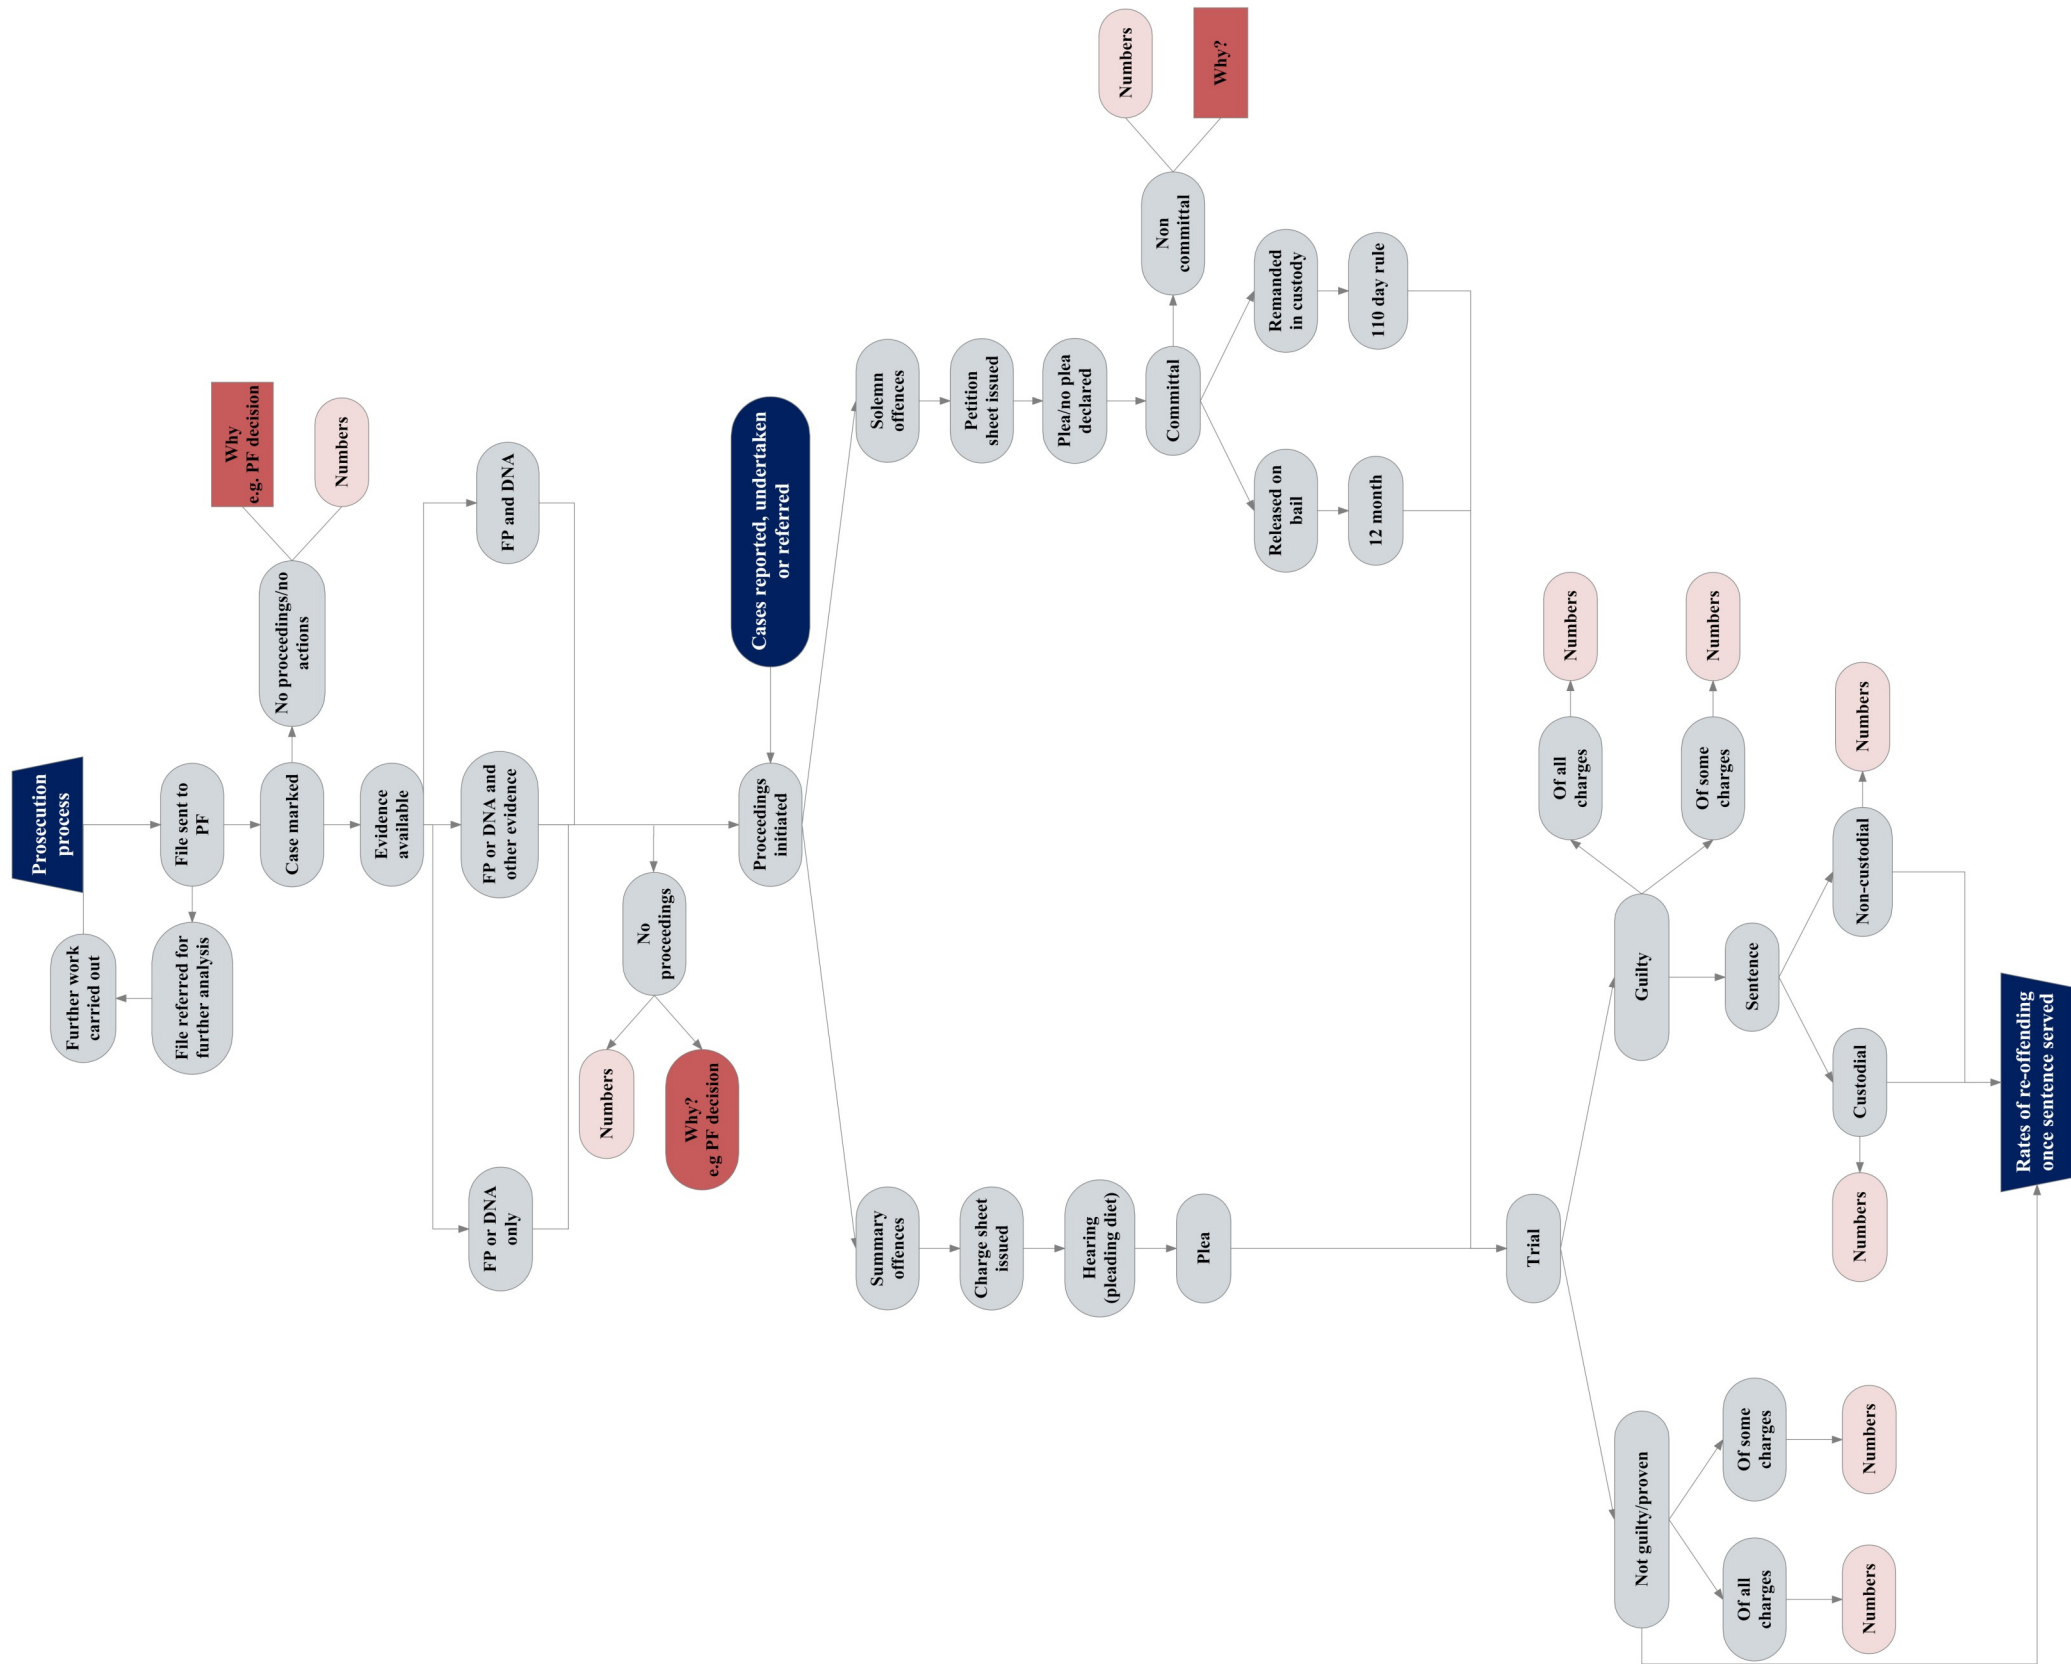 Prosecution
process
Further work
carried out
File sent to
PF
File referred for
further analysis
Case marked
No proceedings/no
actions
Why
e.g. PF decision
Numbers
Evidence
available
FP or DNA
only
FP or DNA and
other evidence
FP and DNA
No
proceedings
Numbers
Why?
e.g PF decision
Cases reported, undertaken
or referred
Proceedings
initiated
Summary
offences
Charge sheet
issued
Hearing
(pleading diet)
Plea
Solemn
offences
Petition
sheet issued
Plea/no plea
declared
Committal
Non
committal
Numbers
Why?
Released on
bail
12 month
Remanded
in custody
110 day rule
Trial
Not guilty/proven
Of all
charges
Numbers
Of some
charges
Numbers
Guilty
Of all
charges
Numbers
Of some
charges
Numbers
Sentence
Custodial
Numbers
Non-custodial
Numbers
Rates of re-offending
once sentence served